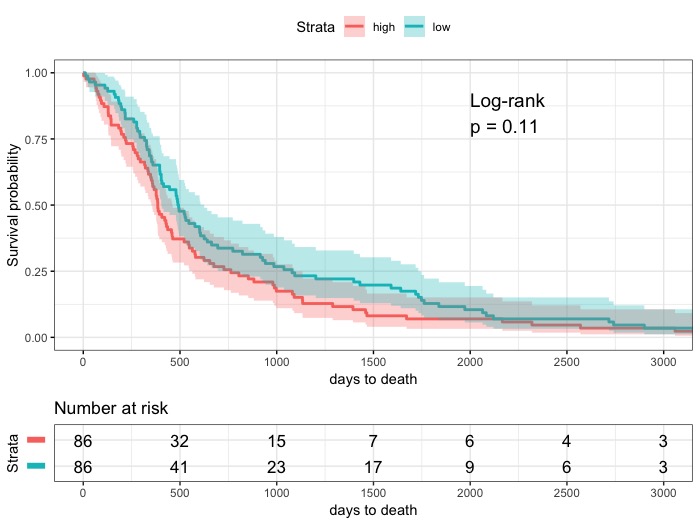 Strata high low
Log-rank
p = 0.11
Survival probability
1.00
0.75
0.50
0.25
0.00
0 500 1000 1500 2000 2500 3000
days to death
Number at risk
Strata
86 32 15 7 6 4 3
86 41 23 17 9 6 3
0 500 1000 1500 2000 2500 3000
days to death